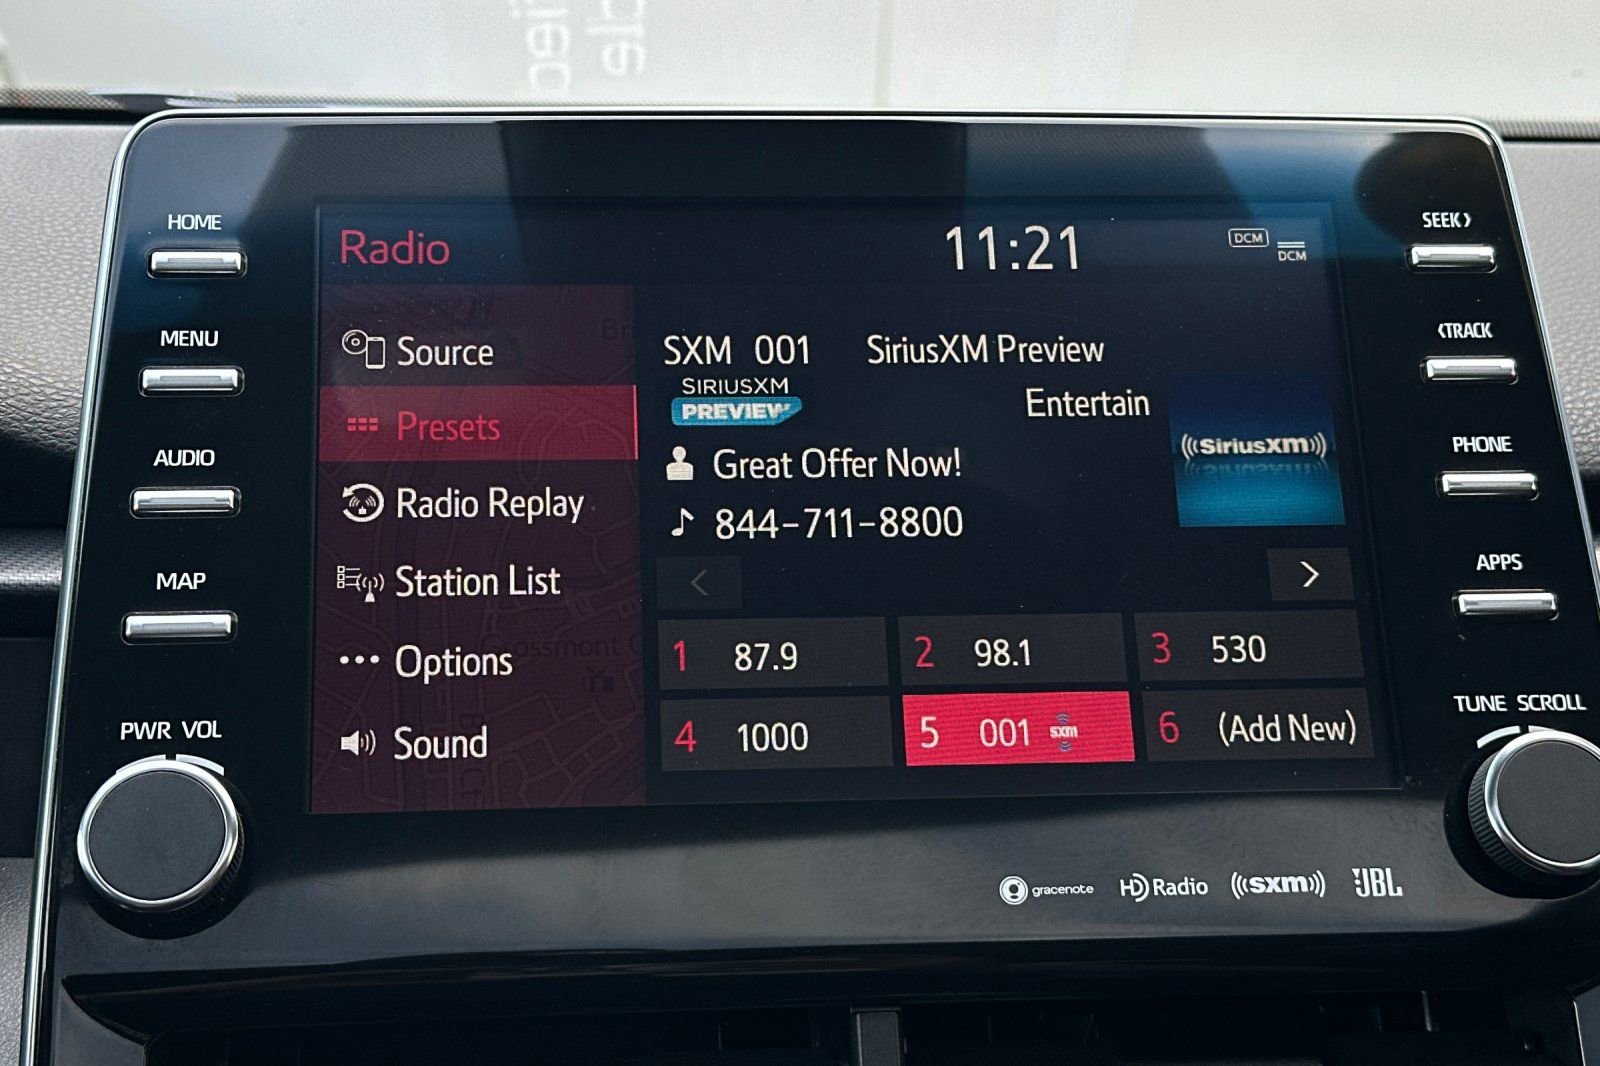 HOME
MENU
AUDIO
MAP
PWR VOL
Radio
11:21
DCM
DCM
Source
Presets
Radio Replay
Station List
Options
Sound
SXM 001 SiriusXM Preview
SIRIUSXM
PREVIEW
Entertain
Great Offer Now!
844-711-8800
((SiriusXM))
<
>
1 87.9
2 98.1
3 530
4 1000
5 001 sxm
6 (Add New)
SEEK>
<TRACK
PHONE
APPS
TUNE SCROLL
gracenote HD Radio ((sxm)) JBL